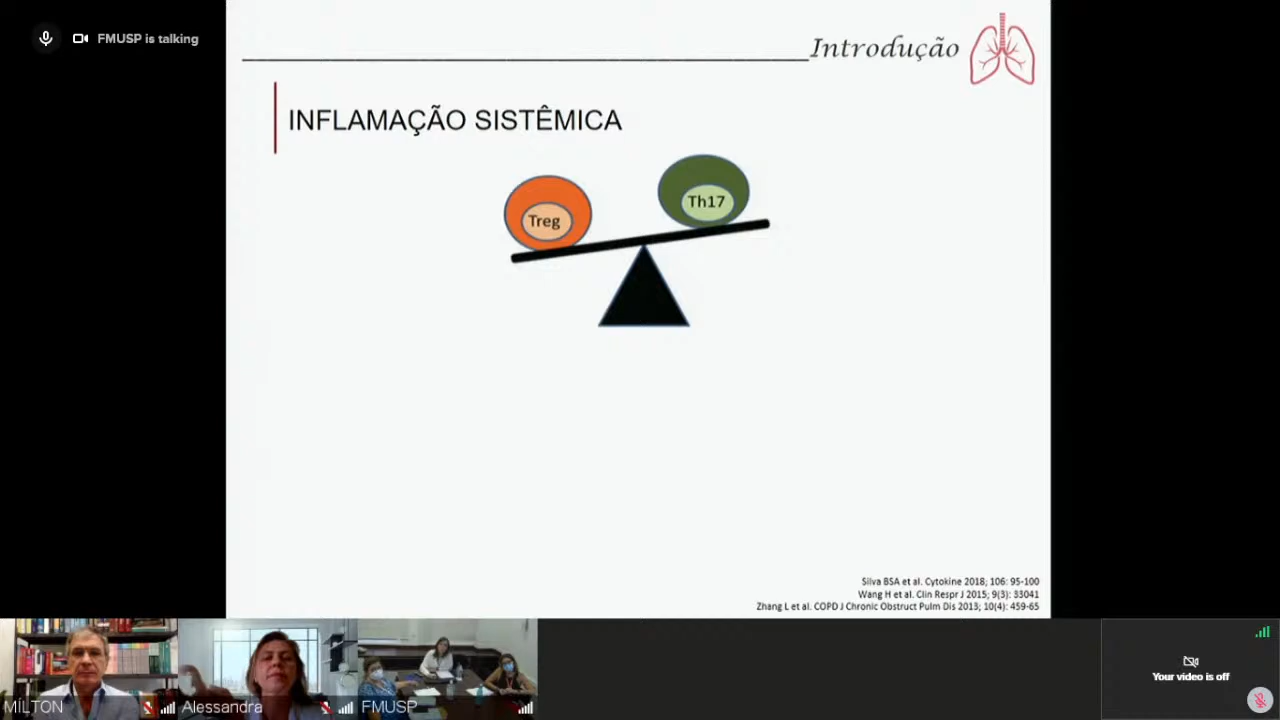 FMUSP is talking
Introdução
INFLAMAÇÃO SISTÊMICA
Treg
Th17
Silva BSA et al. Cytokine 2018; 106: 95-100
Wang H et al. Clin Respr J 2015; 9(3): 33041
Zhang L et al. COPD J Chronic Obstruct Pulm Dis 2013; 10(4): 459-65
MÍLTON
Alessandra
FMUSP
Your video is off